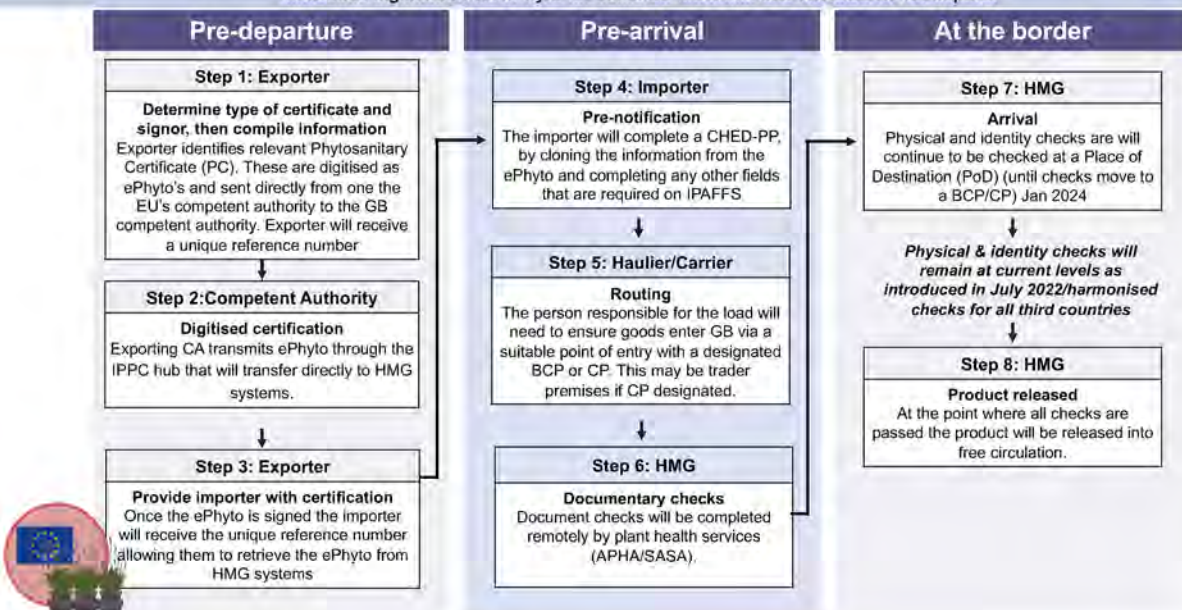 Pre-departure
Step 1: Exporter
Determine type of certificate and
signor, then compile information
Exporter identifies relevant Phytosanitary
Certificate (PC). These are digitised as
ePhyto's and sent directly from one the
EU's competent authority to the GB
competent authority. Exporter will receive
a unique reference number
Step 2:Competent Authority
Digitised certification
Exporting CA transmits ePhyto through the
IPPC hub that will transfer directly to HMG
systems.
Step 3: Exporter
Provide importer with certification
Once the ePhyto is signed the importer
will receive the unique reference number
allowing them to retrieve the ePhyto from
HMG systems
Pre-arrival
Step 4: Importer
Pre-notification
The importer will complete a CHED-PP,
by cloning the information from the
ePhyto and completing any other fields
that are required on IPAFFS
Step 5: Haulier/Carrier
Routing
The person responsible for the load will
need to ensure goods enter GB via a
suitable point of entry with a designated
BCP or CP. This may be trader
premises if CP designated.
Step 6: HMG
Documentary checks
Document checks will be completed
remotely by plant health services
(APHA/SASA).
At the border
Step 7: HMG
Arrival
Physical and identity checks are will
continue to be checked at a Place of
Destination (PoD) (until checks move to
a BCP/CP) Jan 2024
Physical & identity checks will
remain at current levels as
introduced in July 2022/harmonised
checks for all third countries
Step 8: HMG
Product released
At the point where all checks are
passed the product will be released into
free circulation.